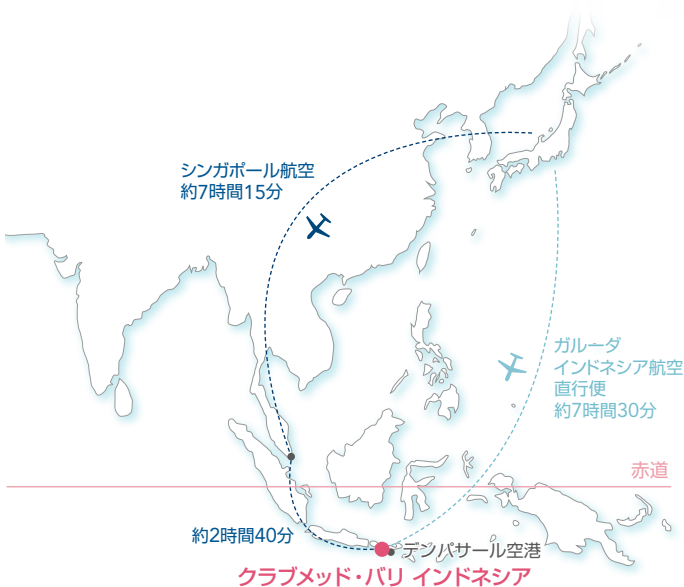 シンガポール航空
約7時間15分
ガルーダ
インドネシア航空
直行便
約7時間30分
赤道
約2時間40分
デンパサール空港
クラブメッド・バリ インドネシア